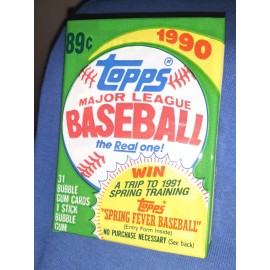 89¢
1990
Topps®
MAJOR LEAGUE
BASEBALL
the Real one!
31
BUBBLE
GUM CARDS
1 STICK
BUBBLE
GUM
WIN
A TRIP TO 1991
SPRING TRAINING
Topps
"SPRING FEVER BASEBALL"
(Entry Form Inside)
NO PURCHASE NECESSARY (See back)